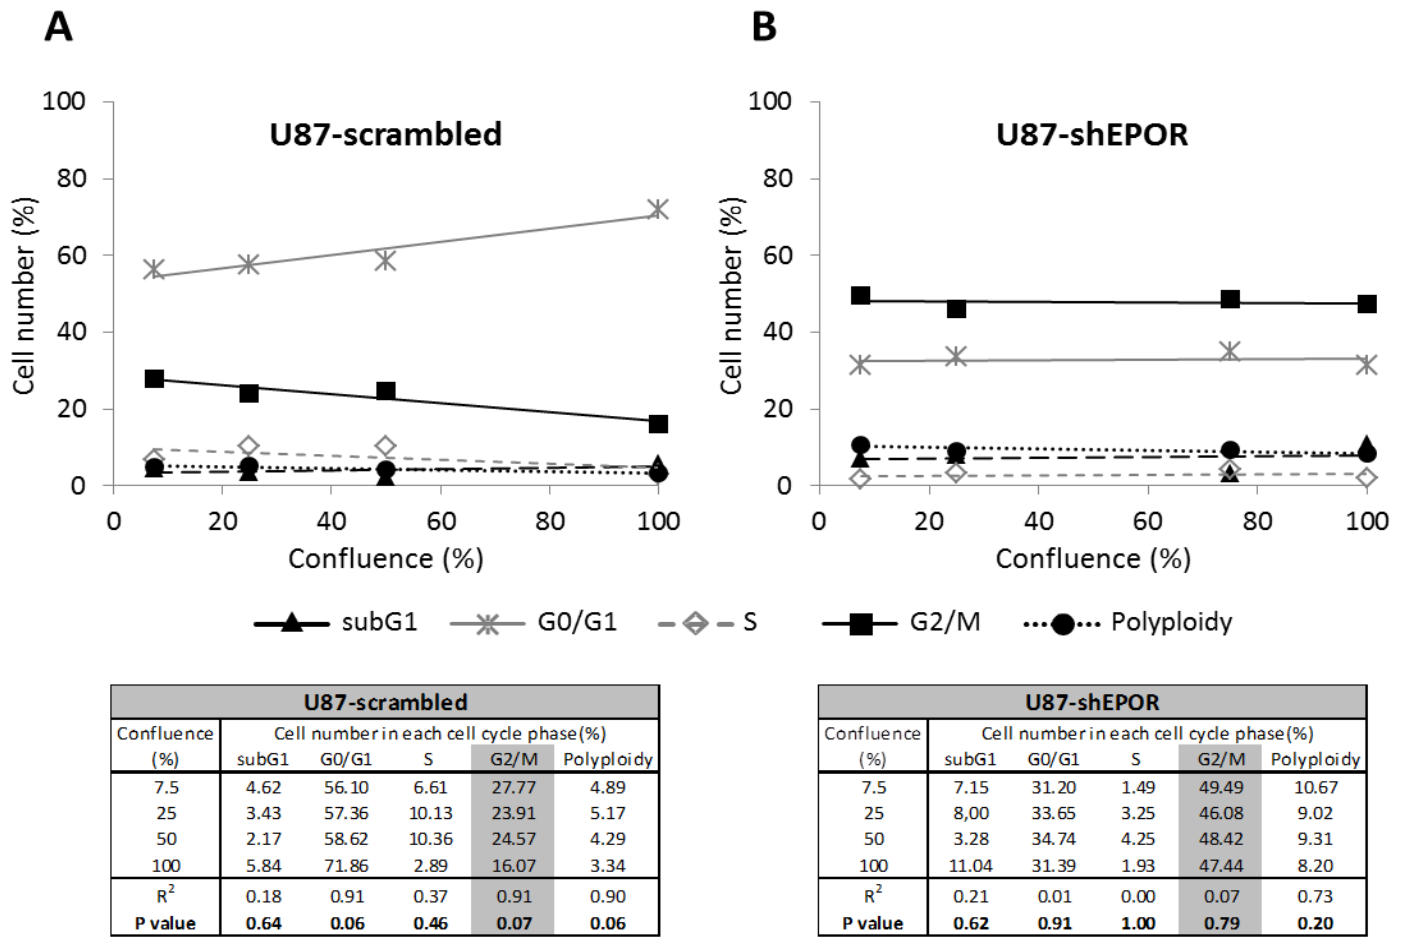 A
B
U87-scrambled
U87-shEPOR
Cell number (%)
100
80
60
40
20
0
0 20 40 60 80 100
Confluence (%)
Cell number (%)
100
80
60
40
20
0
0 20 40 60 80 100
Confluence (%)
subG1 G0/G1 S G2/M Polyploidy
U87-scrambled
Confluence Cell number in each cell cycle phase(%)
(%) subG1 G0/G1 S G2/M Polyploidy
7.5 4.62 56.10 6.61 27.77 4.89
25 3.43 57.36 10.13 23.91 5.17
50 2.17 58.62 10.36 24.57 4.29
100 5.84 71.86 2.89 16.07 3.34
R² 0.18 0.91 0.37 0.91 0.90
P value 0.64 0.06 0.46 0.07 0.06
U87-shEPOR
Confluence Cell number in each cell cycle phase(%)
(%) subG1 G0/G1 S G2/M Polyploidy
7.5 7.15 31.20 1.49 49.49 10.67
25 8,00 33.65 3.25 46.08 9.02
50 3.28 34.74 4.25 48.42 9.31
100 11.04 31.39 1.93 47.44 8.20
R² 0.21 0.01 0.00 0.07 0.73
P value 0.62 0.91 1.00 0.79 0.20